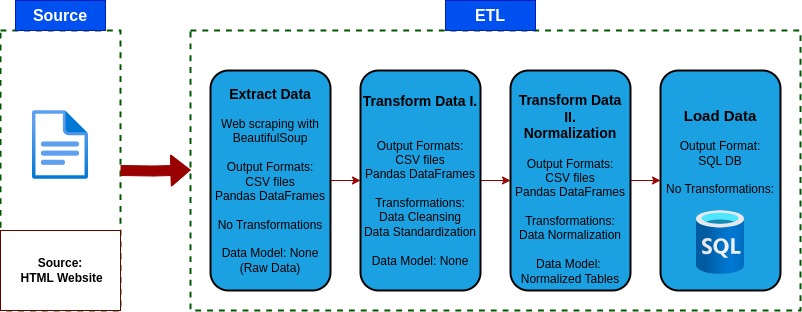 Source
ETL
Source:
HTML Website
Extract Data
Web scraping with
BeautifulSoup
Output Formats:
CSV files
Pandas DataFrames
No Transformations
Data Model: None
(Raw Data)
Transform Data I.
Output Formats:
CSV files
Pandas DataFrames
Transformations:
Data Cleansing
Data Standardization
Data Model: None
Transform Data
II.
Normalization
Output Formats:
CSV files
Pandas DataFrames
Transformations:
Data Normalization
Data Model:
Normalized Tables
Load Data
Output Format:
SQL DB
No Transformations:
SQL